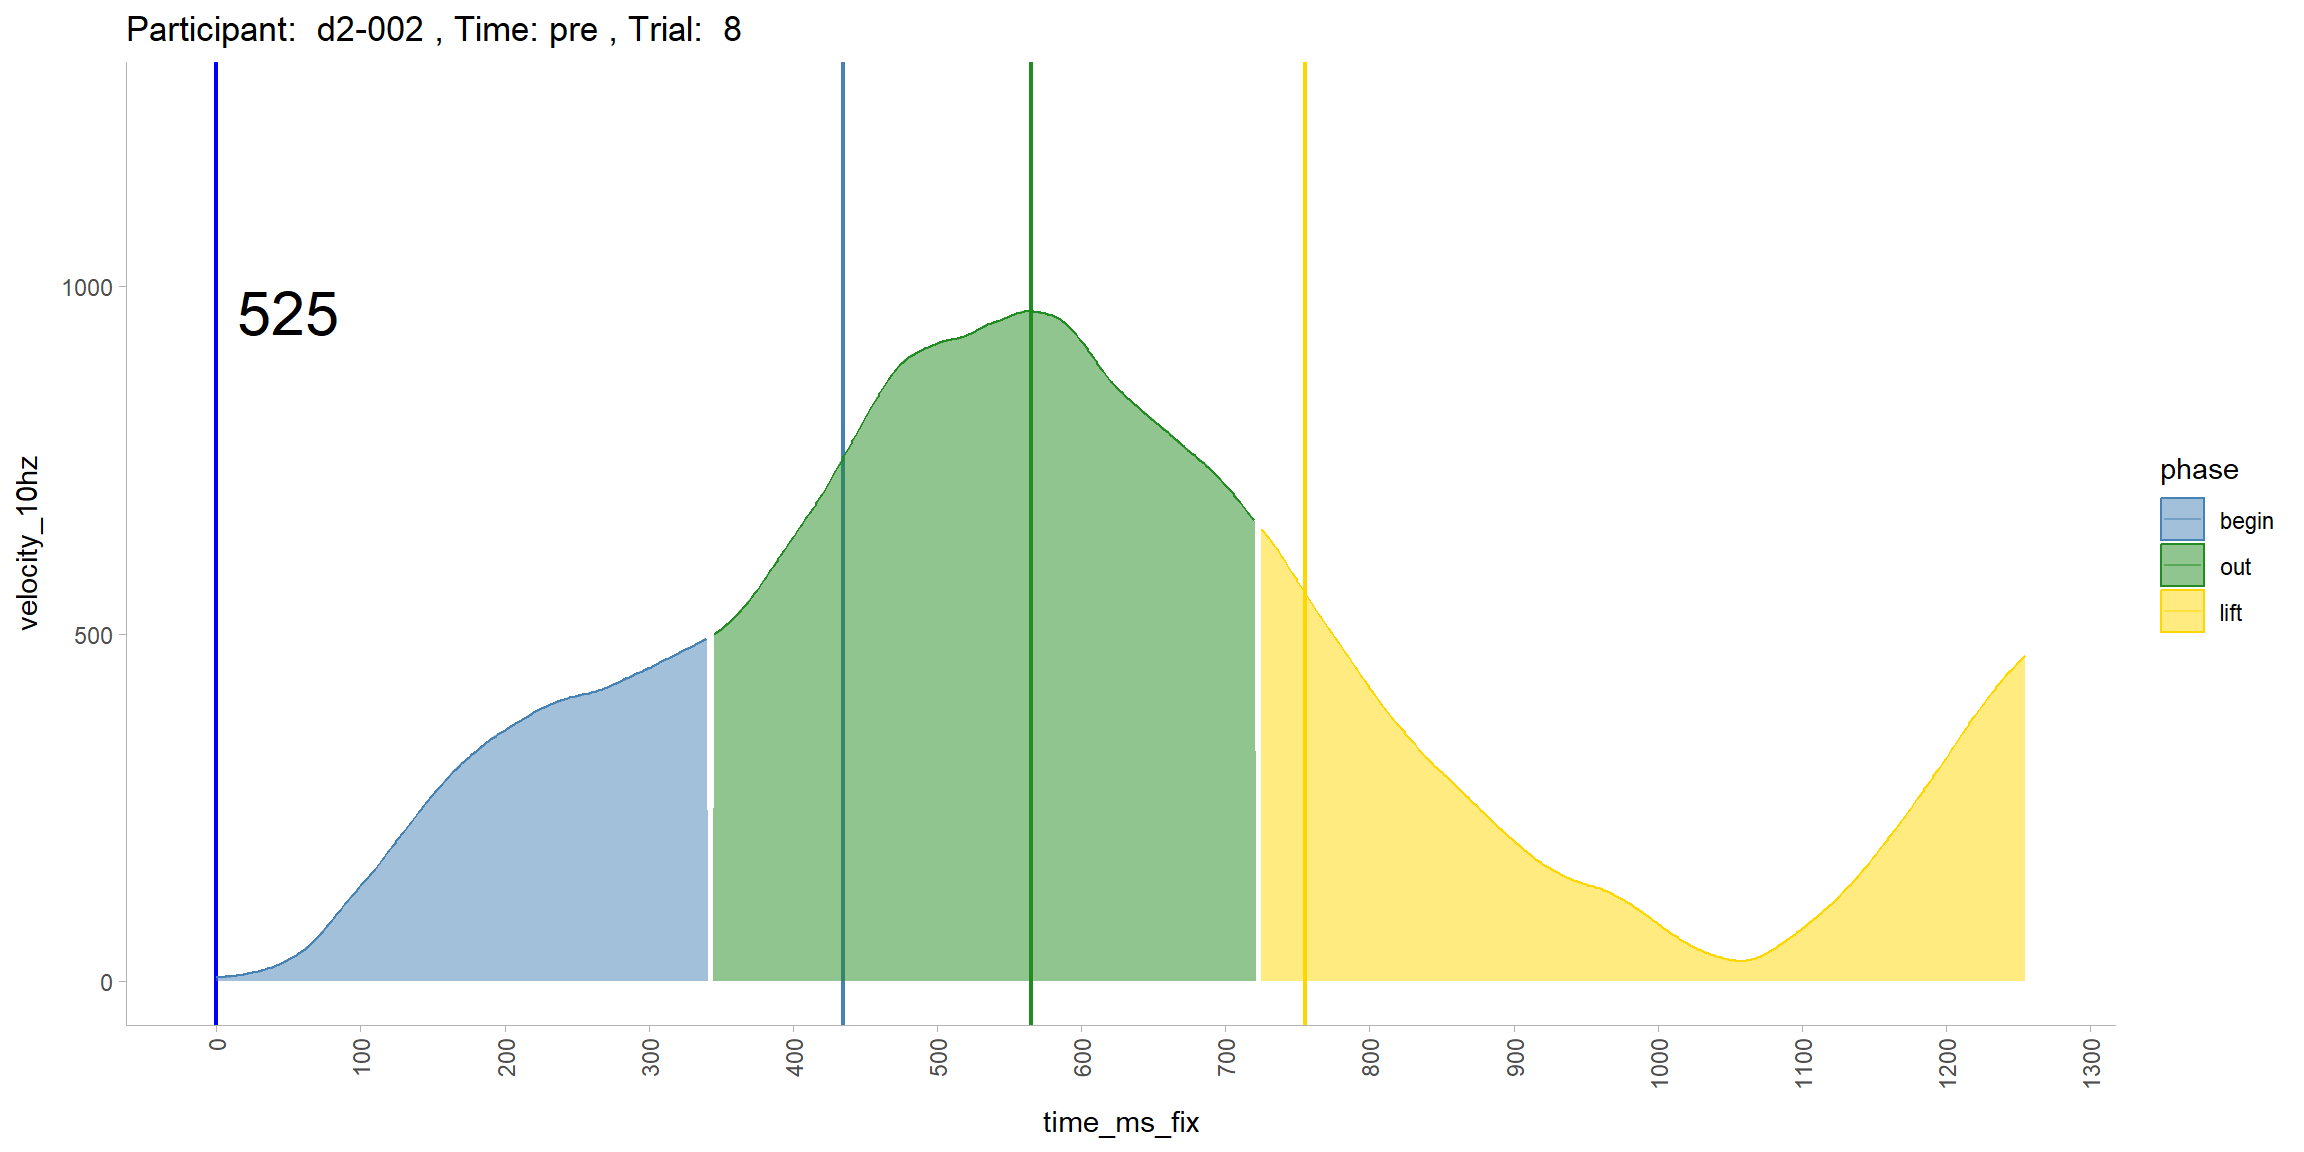 Participant:  d2-002 , Time: pre , Trial:  8
velocity_10hz
1000
500
0
525
0
100
200
300
400
500
600
700
800
900
1000
1100
1200
1300
time_ms_fix
phase
begin
out
lift